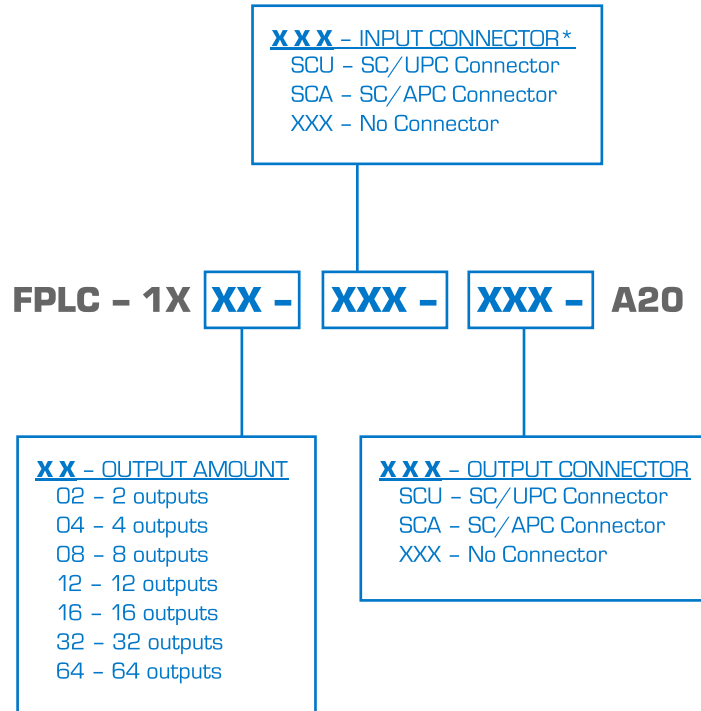 X X X – INPUT CONNECTOR*
SCU – SC/UPC Connector
SCA – SC/APC Connector
XXX – No Connector
FPLC – 1X XX – XXX – XXX – A20
X X – OUTPUT AMOUNT
02 – 2 outputs
04 – 4 outputs
08 – 8 outputs
12 – 12 outputs
16 – 16 outputs
32 – 32 outputs
64 – 64 outputs
X X X – OUTPUT CONNECTOR
SCU – SC/UPC Connector
SCA – SC/APC Connector
XXX – No Connector